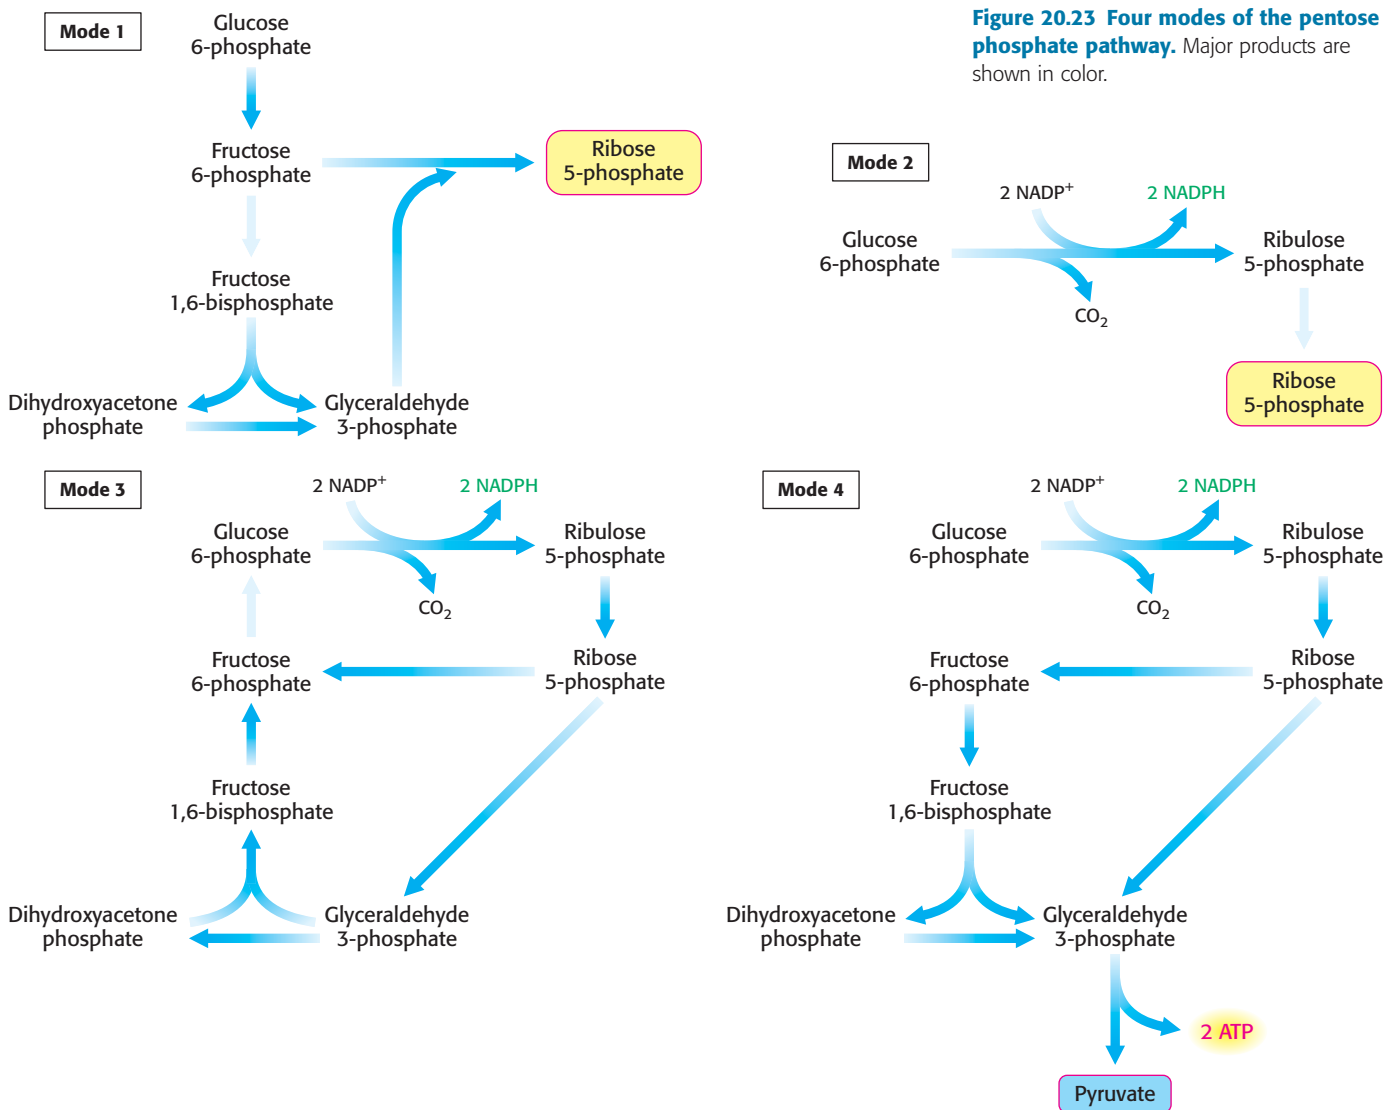 Figure 20.23 Four modes of the pentose
phosphate pathway. Major products are
shown in color.
Mode 1
Glucose
6-phosphate
Fructose
6-phosphate
Ribose
5-phosphate
Fructose
1,6-bisphosphate
Dihydroxyacetone
phosphate
Glyceraldehyde
3-phosphate
Mode 2
2 NADP⁺
2 NADPH
Glucose
6-phosphate
Ribulose
5-phosphate
CO₂
Ribose
5-phosphate
Mode 3
2 NADP⁺
2 NADPH
Glucose
6-phosphate
Ribulose
5-phosphate
CO₂
Fructose
6-phosphate
Ribose
5-phosphate
Fructose
1,6-bisphosphate
Dihydroxyacetone
phosphate
Glyceraldehyde
3-phosphate
Mode 4
2 NADP⁺
2 NADPH
Glucose
6-phosphate
Ribulose
5-phosphate
CO₂
Fructose
6-phosphate
Ribose
5-phosphate
Fructose
1,6-bisphosphate
Dihydroxyacetone
phosphate
Glyceraldehyde
3-phosphate
2 ATP
Pyruvate